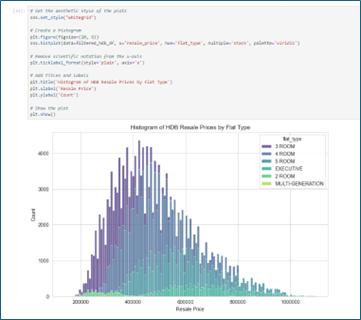 # Set the aesthetic style of the plots
sns.set_style("whitegrid")
# Create a histogram
plt.figure(figsize=(10, 6))
sns.histplot(data=filtered_HDB_df, x='resale_price', hue='flat_type', multiple='stack', palette='viridis')
# Remove scientific notation from the x-axis
plt.ticklabel_format(style='plain', axis='x')
# Add titles and labels
plt.title('Histogram of HDB Resale Prices by Flat Type')
plt.xlabel('Resale Price')
plt.ylabel('Count')
# Show the plot
plt.show()
Histogram of HDB Resale Prices by Flat Type
flat_type
3 ROOM
4 ROOM
5 ROOM
EXECUTIVE
2 ROOM
MULTI-GENERATION
4000
3000
2000
1000
0
Count
200000 400000 600000 800000 1000000
Resale Price